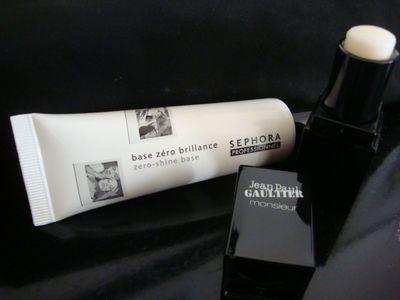 base zéro brillance
zero-shine base
SEPHORA
PROFESSIONNEL
Jean Paul
GAULTIER
monsieur